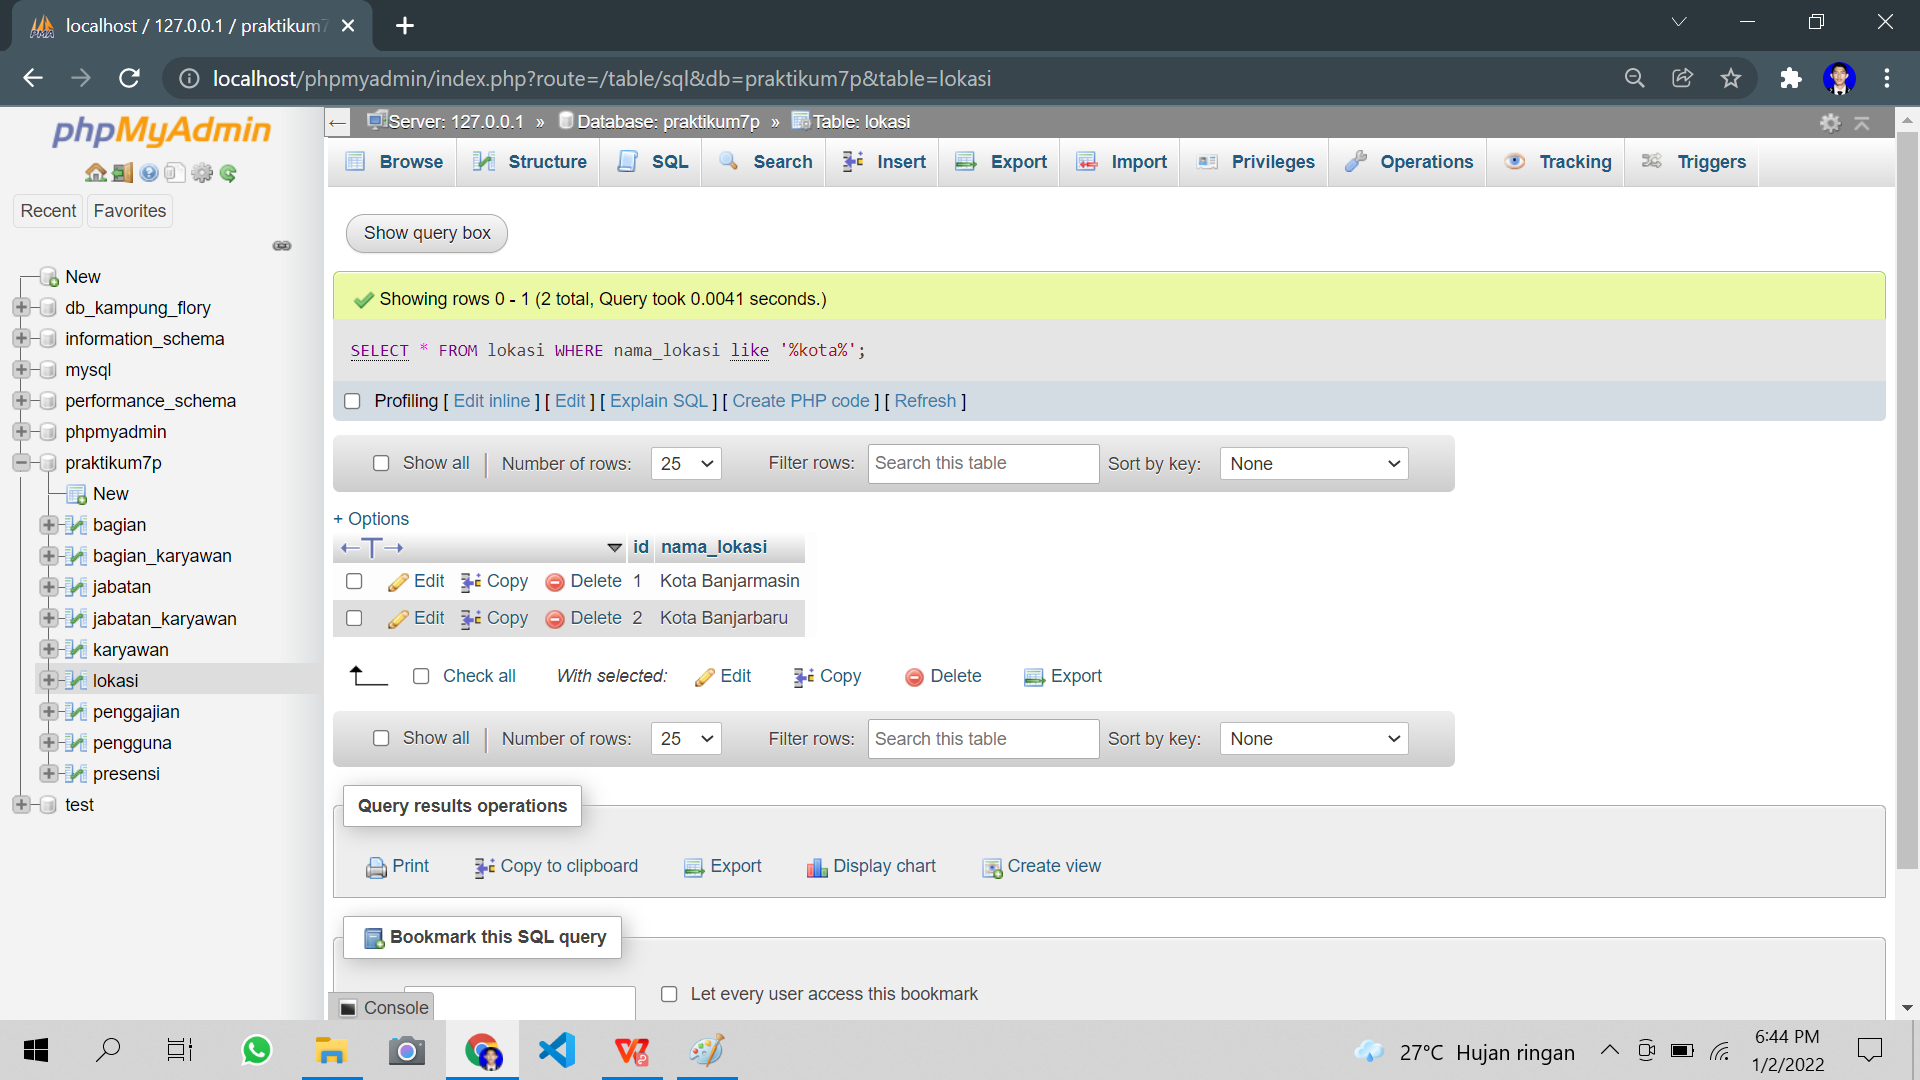 localhost / 127.0.0.1 / praktikum7
localhost/phpmyadmin/index.php?route=/table/sql&db=praktikum7p&table=lokasi
phpMyAdmin
Recent Favorites
New
db_kampung_flory
information_schema
mysql
performance_schema
phpmyadmin
praktikum7p
New
bagian
bagian_karyawan
jabatan
jabatan_karyawan
karyawan
lokasi
penggajian
pengguna
presensi
test
Server: 127.0.0.1 » Database: praktikum7p » Table: lokasi
Browse Structure SQL Search Insert Export Import Privileges Operations Tracking Triggers
Show query box
Showing rows 0 - 1 (2 total, Query took 0.0041 seconds.)
SELECT * FROM lokasi WHERE nama_lokasi like '%kota%';
Profiling [ Edit inline ] [ Edit ] [ Explain SQL ] [ Create PHP code ] [ Refresh ]
Show all Number of rows: 25 Filter rows: Search this table Sort by key: None
+ Options
←T→ id nama_lokasi
Edit Copy Delete 1 Kota Banjarmasin
Edit Copy Delete 2 Kota Banjarbaru
Check all With selected: Edit Copy Delete Export
Show all Number of rows: 25 Filter rows: Search this table Sort by key: None
Query results operations
Print Copy to clipboard Export Display chart Create view
Bookmark this SQL query
Let every user access this bookmark
Console
27°C Hujan ringan
6:44 PM
1/2/2022